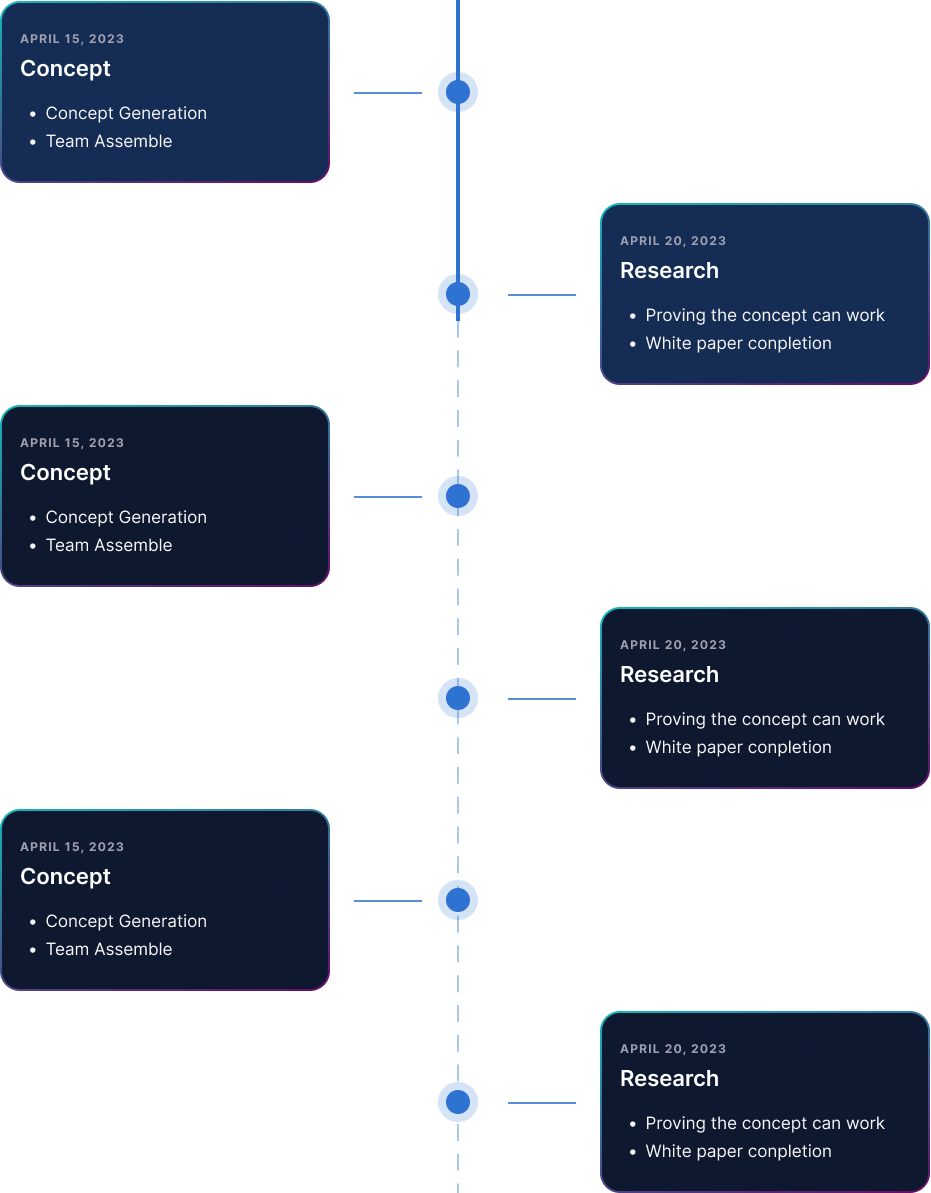 APRIL 15, 2023
Concept
• Concept Generation
• Team Assemble
APRIL 20, 2023
Research
• Proving the concept can work
• White paper conpletion
APRIL 15, 2023
Concept
• Concept Generation
• Team Assemble
APRIL 20, 2023
Research
• Proving the concept can work
• White paper conpletion
APRIL 15, 2023
Concept
• Concept Generation
• Team Assemble
APRIL 20, 2023
Research
• Proving the concept can work
• White paper conpletion